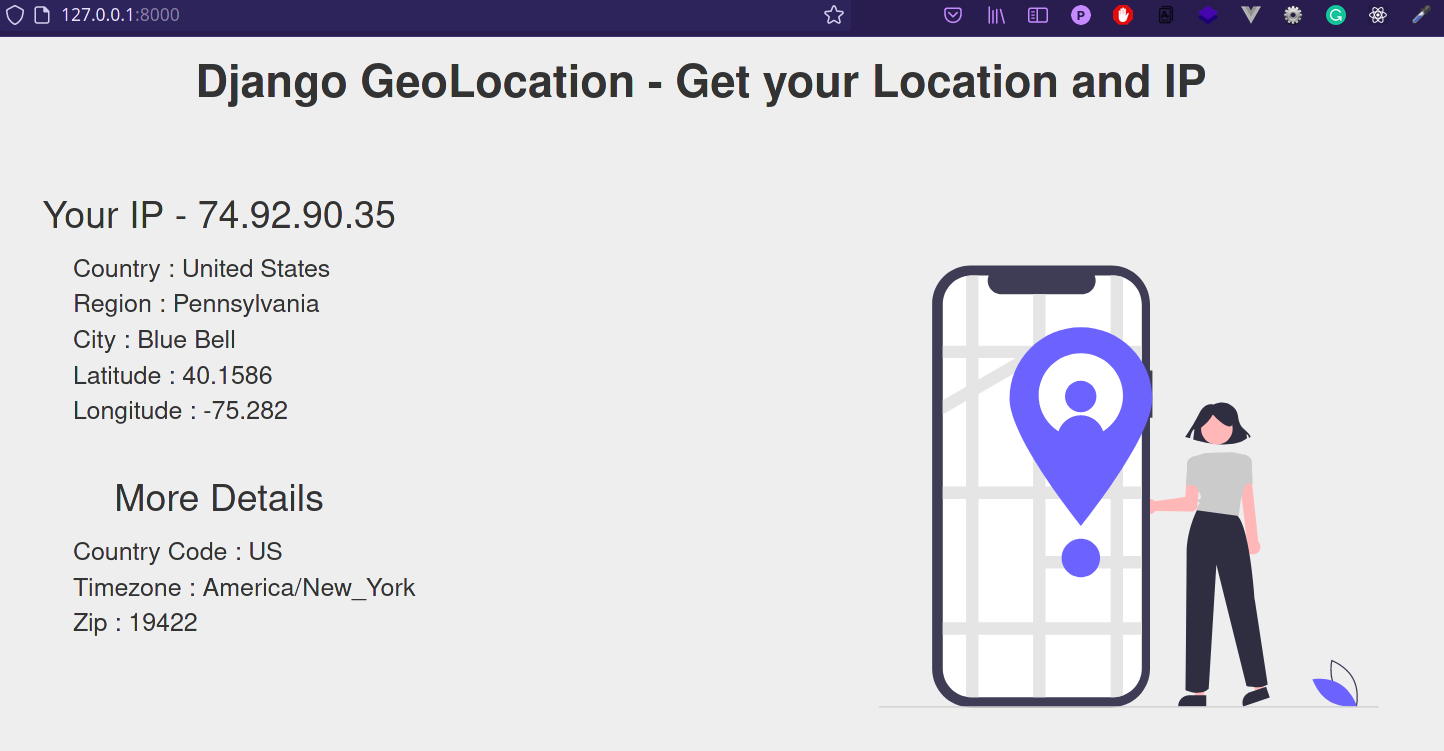 127.0.0.1:8000
P
Django GeoLocation - Get your Location and IP
Your IP - 74.92.90.35
Country : United States
Region : Pennsylvania
City : Blue Bell
Latitude : 40.1586
Longitude : -75.282
More Details
Country Code : US
Timezone : America/New_York
Zip : 19422